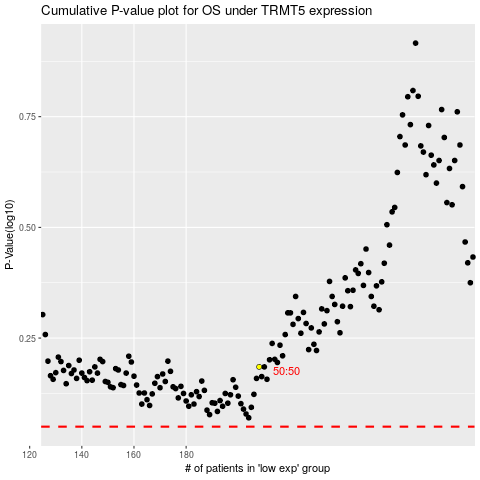 Cumulative P-value plot for OS under TRMT5 expression
P-Value(log10)
0.75
0.50
0.25
50:50
120 140 160 180
# of patients in 'low exp' group